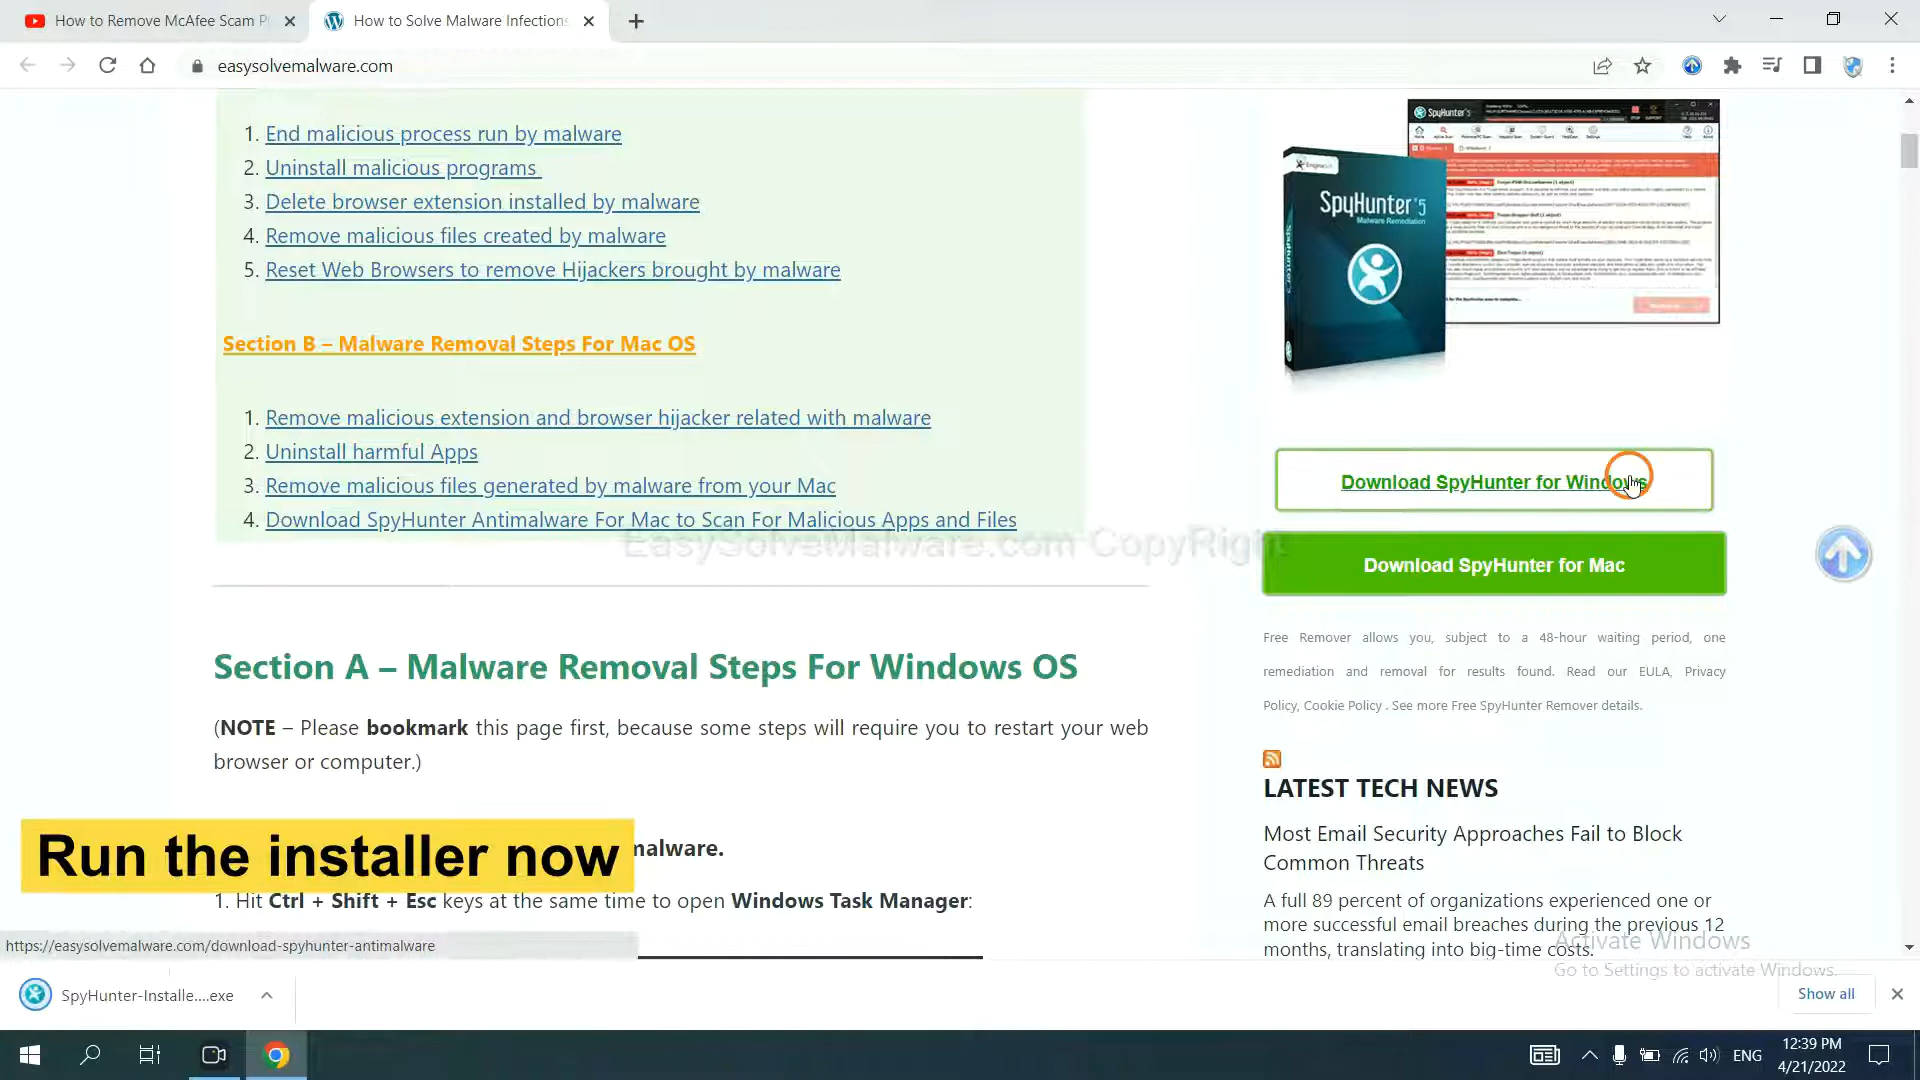 How to Remove McAfee Scam P
How to Solve Malware Infections
easysolvemalware.com
1. End malicious process run by malware
2. Uninstall malicious programs
3. Delete browser extension installed by malware
4. Remove malicious files created by malware
5. Reset Web Browsers to remove Hijackers brought by malware
Section B – Malware Removal Steps For Mac OS
1. Remove malicious extension and browser hijacker related with malware
2. Uninstall harmful Apps
3. Remove malicious files generated by malware from your Mac
4. Download SpyHunter Antimalware For Mac to Scan For Malicious Apps and Files
EasySolveMalware.com CopyRight
Section A – Malware Removal Steps For Windows OS
(NOTE – Please bookmark this page first, because some steps will require you to restart your web
browser or computer.)
Run the installer now
malware.
1. Hit Ctrl + Shift + Esc keys at the same time to open Windows Task Manager:
https://easysolvemalware.com/download-spyhunter-antimalware
SpyHunter 5
Malware Remediation
SpyHunter 5
Download SpyHunter for Windows
Download SpyHunter for Mac
Free Remover allows you, subject to a 48-hour waiting period, one
remediation and removal for results found. Read our EULA, Privacy
Policy, Cookie Policy . See more Free SpyHunter Remover details.
LATEST TECH NEWS
Most Email Security Approaches Fail to Block
Common Threats
A full 89 percent of organizations experienced one or
more successful email breaches during the previous 12
months, translating into big-time costs.
Activate Windows
Go to Settings to activate Windows.
SpyHunter-Installe....exe
Show all
ENG
12:39 PM
4/21/2022